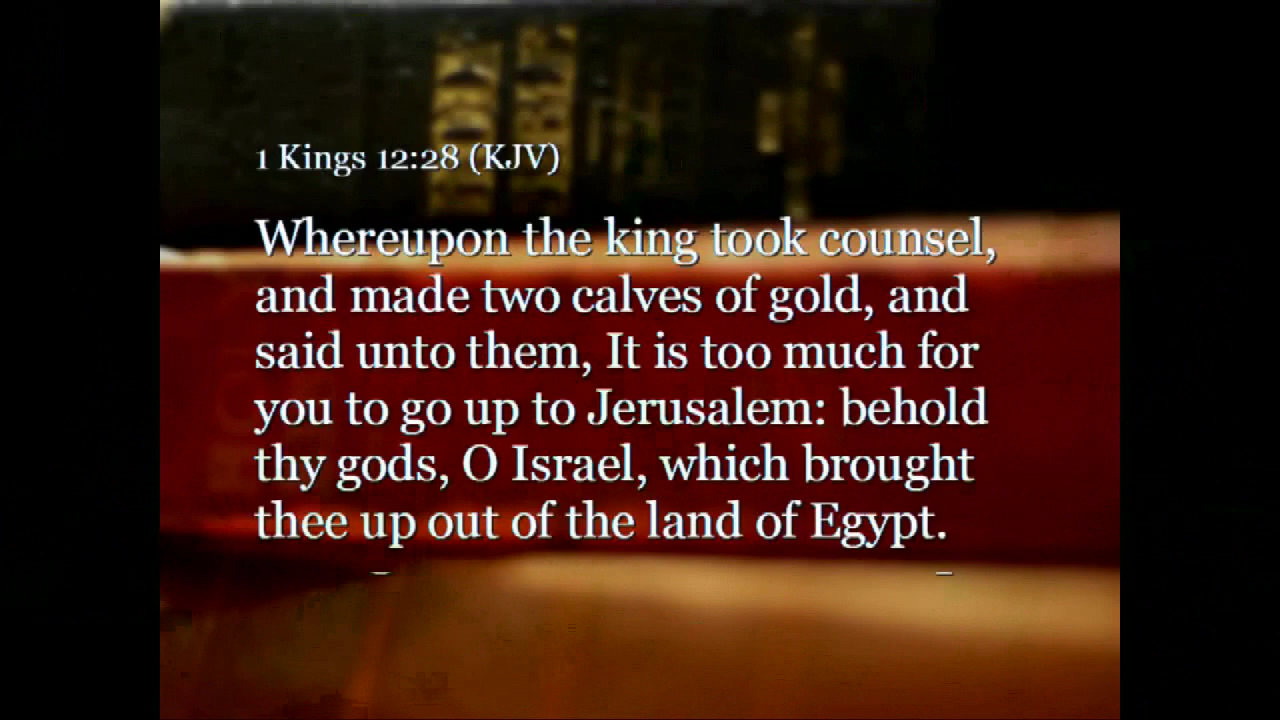 1 Kings 12:28 (KJV)
Whereupon the king took counsel,
and made two calves of gold, and
said unto them, It is too much for
you to go up to Jerusalem: behold
thy gods, O Israel, which brought
thee up out of the land of Egypt.